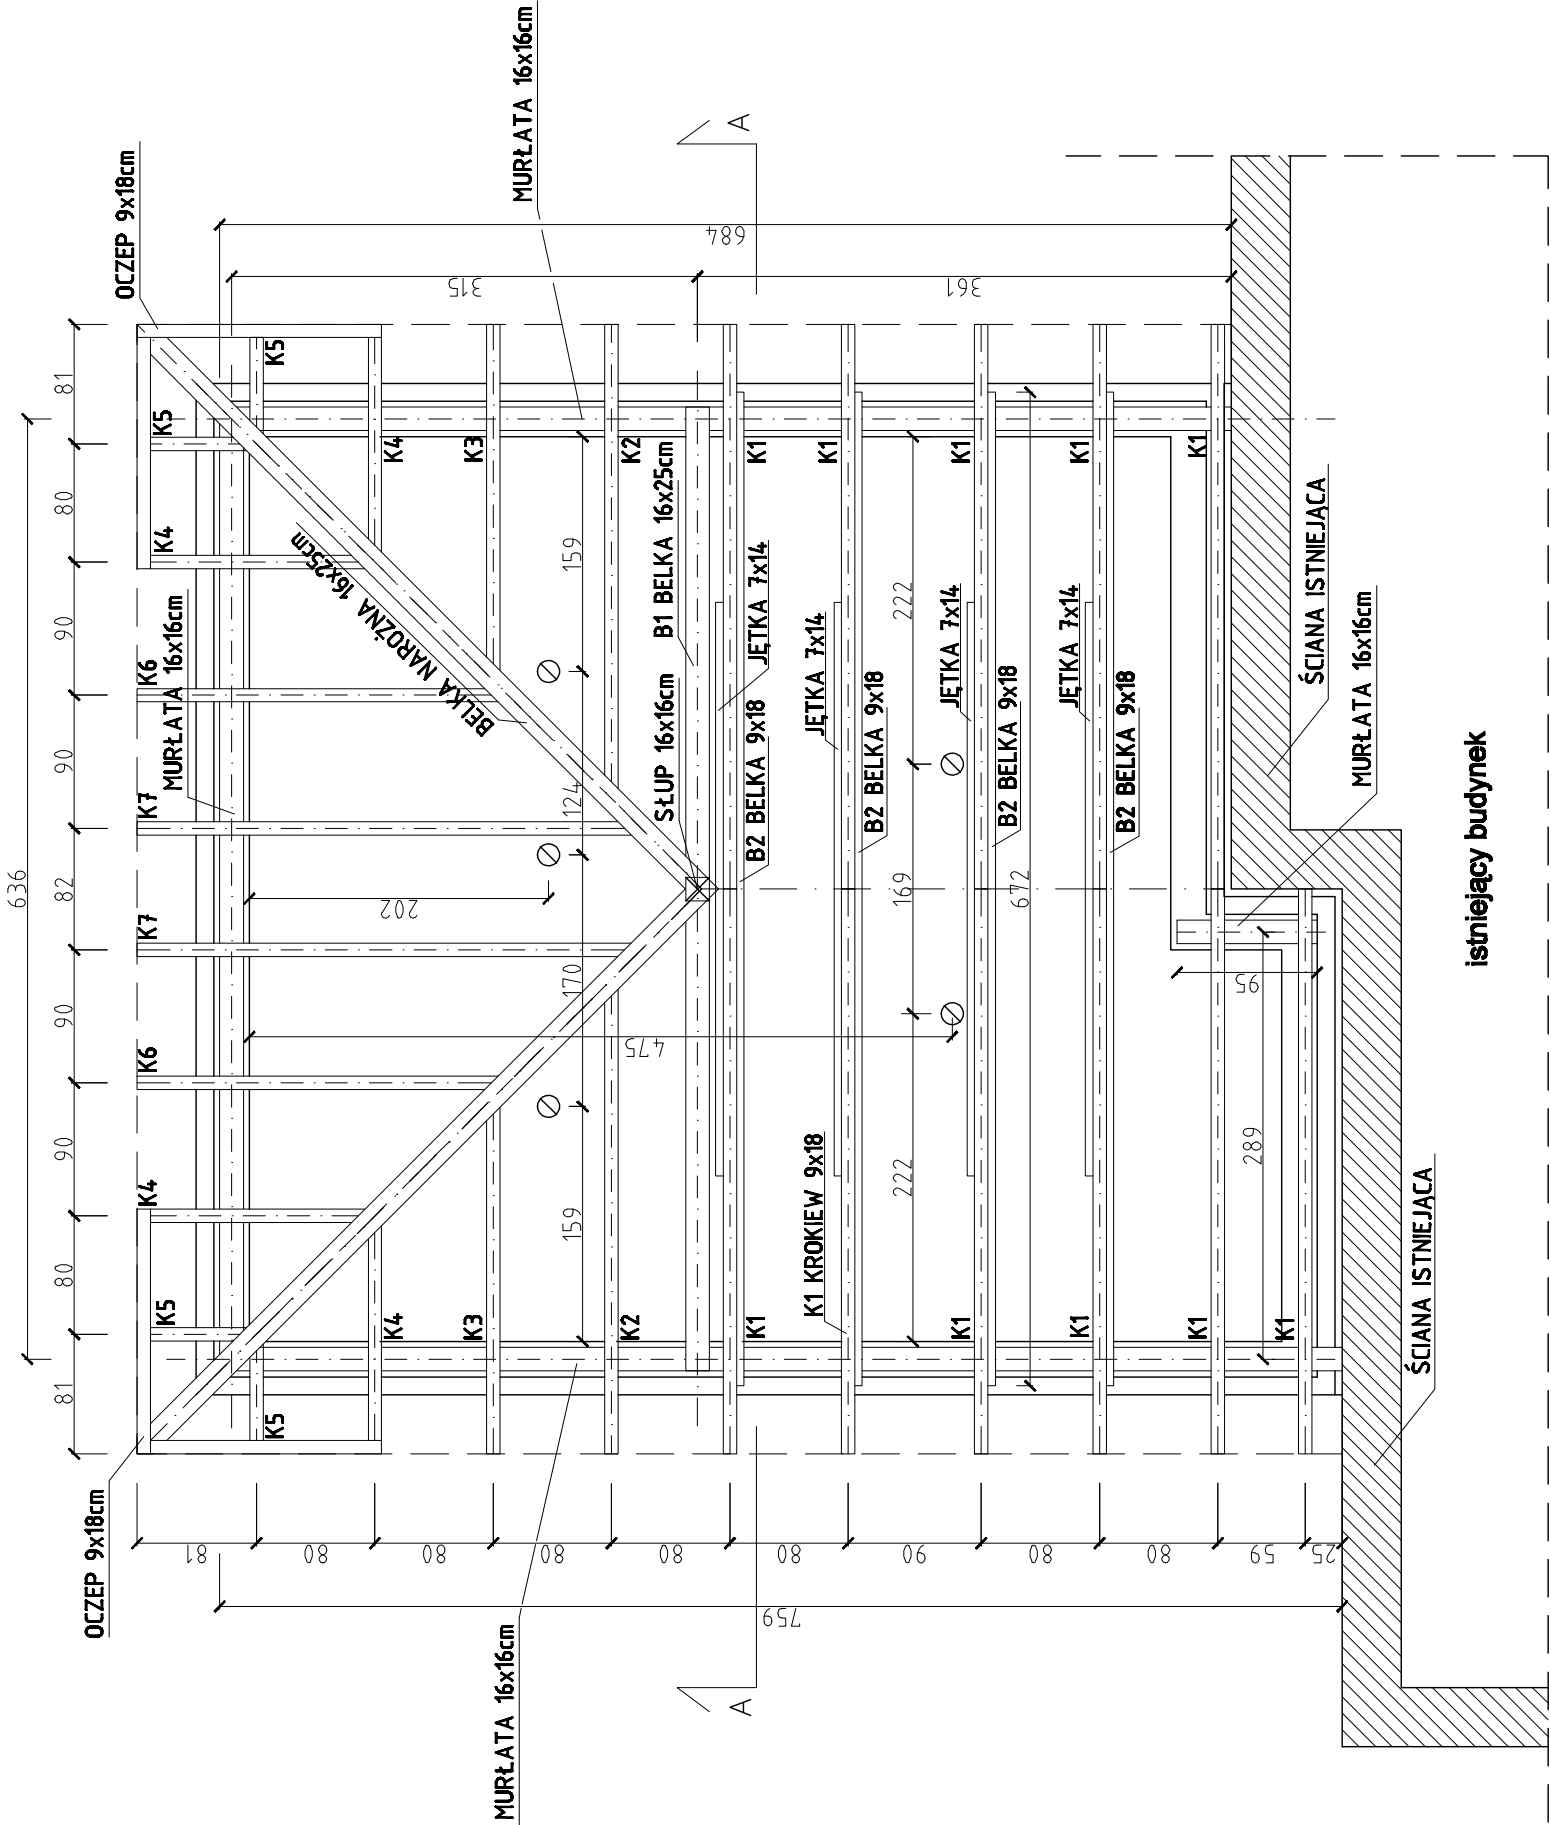 OCZEP 9x18cm
MURŁATA 16x16cm
A
636
81
80
90
90
82
90
90
80
81
684
315
361
K5
K5
K4
K4
K3
K6
MURŁATA 16x16cm
K7
K7
K6
K4
K5
K5
K4
K3
BELKA NAROŻNA 16x25cm
K2
K1
K1
K1
K1
K1
159
124
170
159
202
475
B1 BELKA 16x25cm
SŁUP 16x16cm
JĘTKA 7x14
B2 BELKA 9x18
JĘTKA 7x14
B2 BELKA 9x18
JĘTKA 7x14
B2 BELKA 9x18
JĘTKA 7x14
B2 BELKA 9x18
222
169
222
672
K1 KROKIEW 9x18
K2
K1
K1
K1
K1
K1
95
289
ŚCIANA ISTNIEJĄCA
MURŁATA 16x16cm
istniejący budynek
ŚCIANA ISTNIEJĄCA
OCZEP 9x18cm
81
80
80
80
80
80
90
80
80
59
25
759
MURŁATA 16x16cm
A